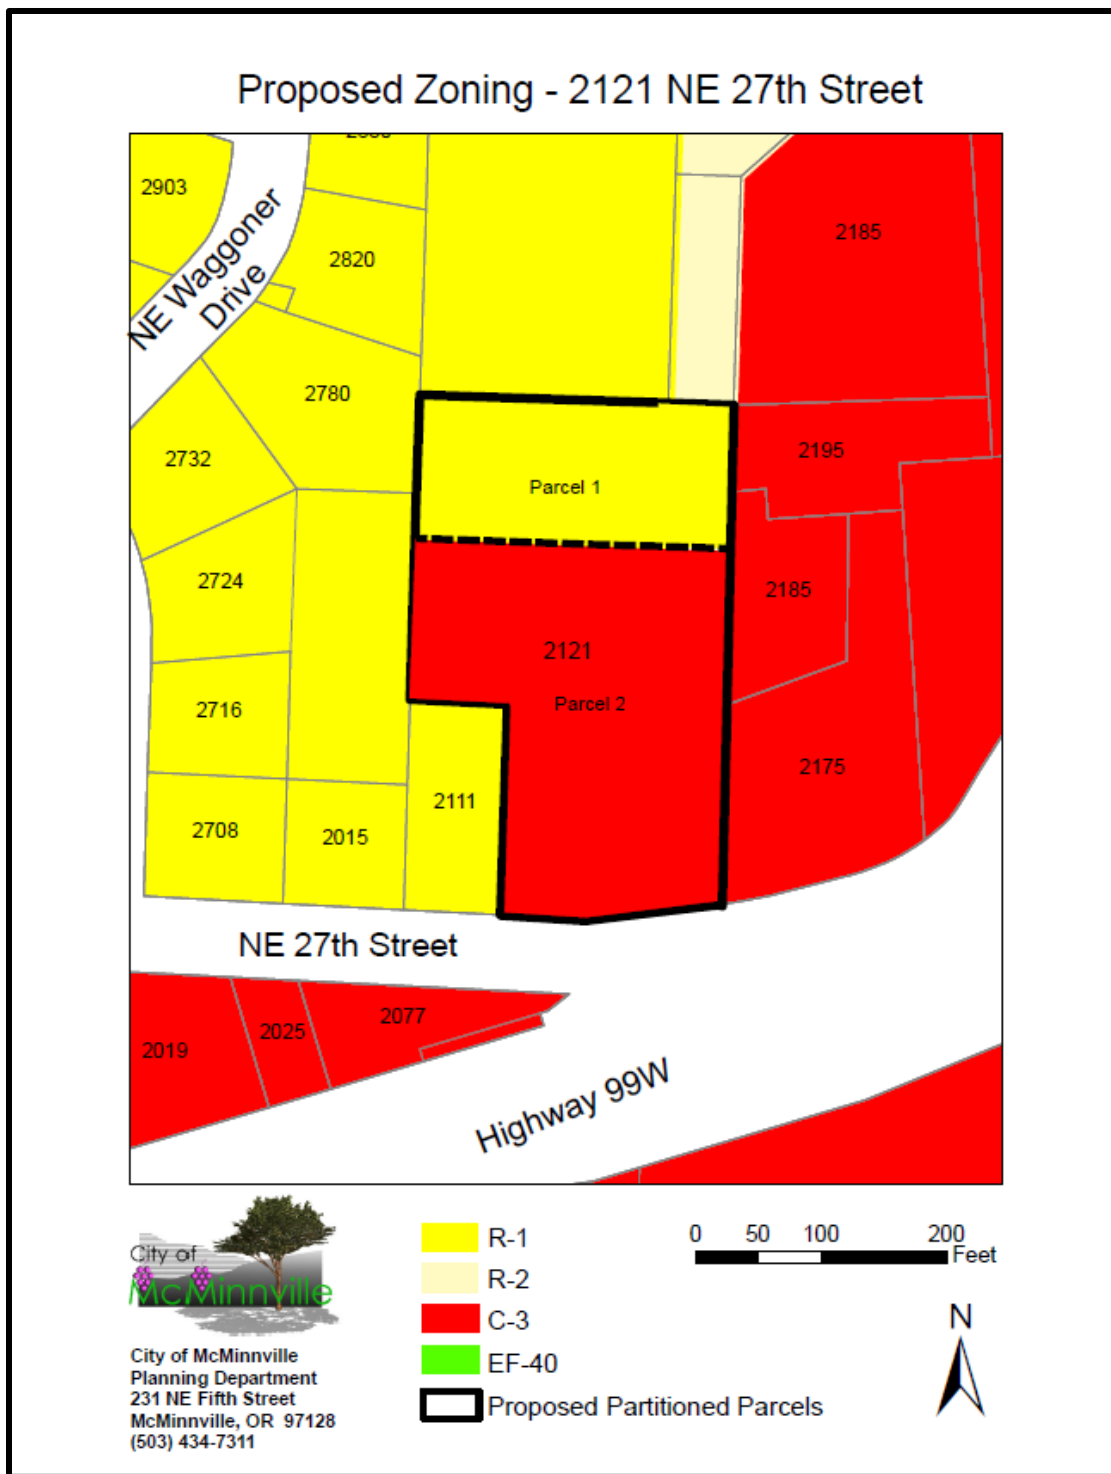 Proposed Zoning - 2121 NE 27th Street
2903
NE Waggoner
Drive
2820
2185
2780
2195
2732
Parcel 1
2724
2185
2121
Parcel 2
2716
2175
2111
2708
2015
NE 27th Street
2077
2025
2019
Highway 99W
City of
McMinnville
City of McMinnville
Planning Department
231 NE Fifth Street
McMinnville, OR 97128
(503) 434-7311
R-1
R-2
C-3
EF-40
Proposed Partitioned Parcels
0 50 100 200
Feet
N